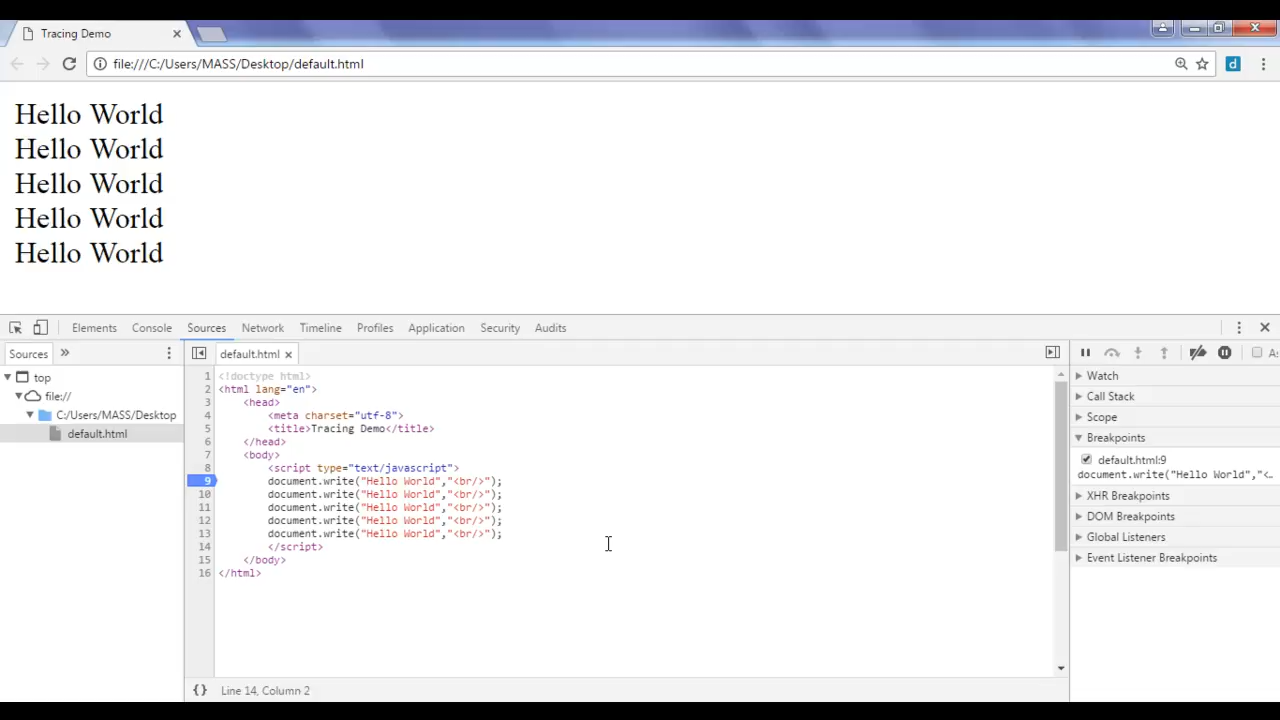 Tracing Demo
file:///C:/Users/MASS/Desktop/default.html
d
Hello World
Hello World
Hello World
Hello World
Hello World
Elements Console Sources Network Timeline Profiles Application Security Audits
Sources » default.html
top
file://
C:/Users/MASS/Desktop
default.html
1 <!doctype html>
2 <html lang="en">
3 <head>
4 <meta charset="utf-8">
5 <title>Tracing Demo</title>
6 </head>
7 <body>
8 <script type="text/javascript">
9 document.write("Hello World","<br/>");
10 document.write("Hello World","<br/>");
11 document.write("Hello World","<br/>");
12 document.write("Hello World","<br/>");
13 document.write("Hello World","<br/>");
14 </script>
15 </body>
16 </html>
{} Line 14, Column 2
Watch
Call Stack
Scope
Breakpoints
default.html:9
document.write("Hello World","<…
XHR Breakpoints
DOM Breakpoints
Global Listeners
Event Listener Breakpoints